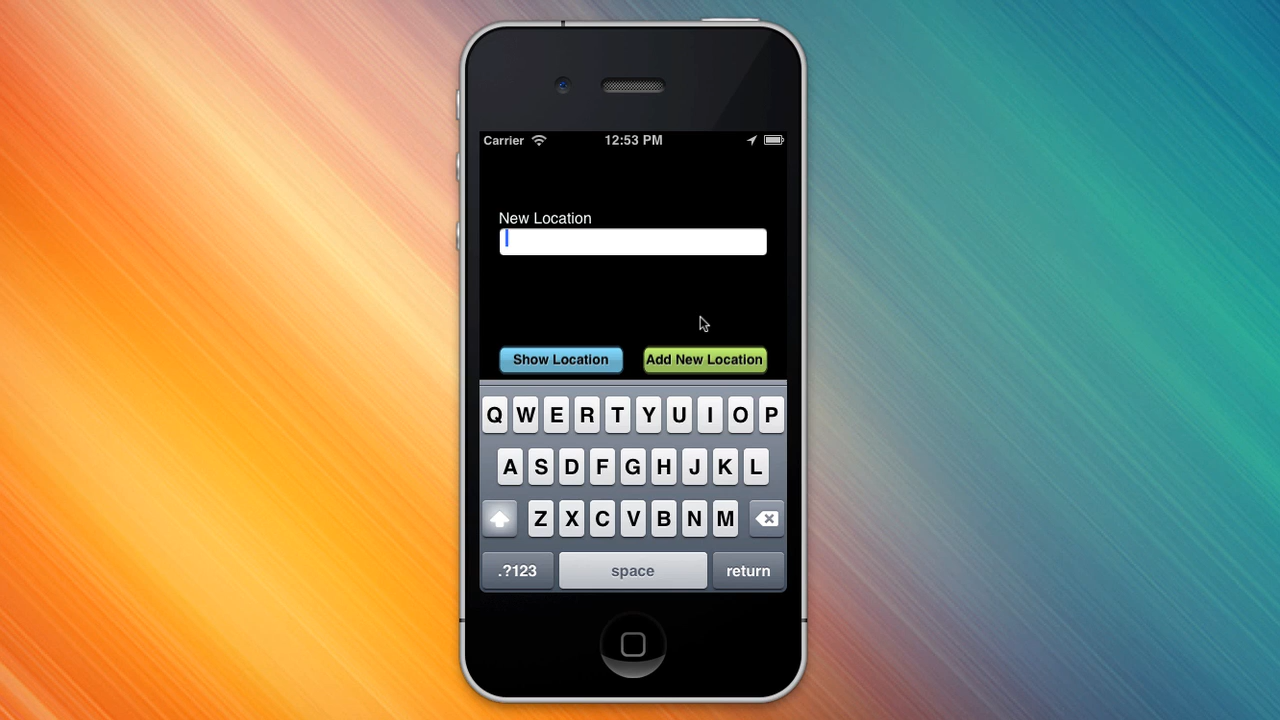 Carrier 12:53 PM
New Location
Show Location Add New Location
Q W E R T Y U I O P
A S D F G H J K L
Z X C V B N M
.?123 space return